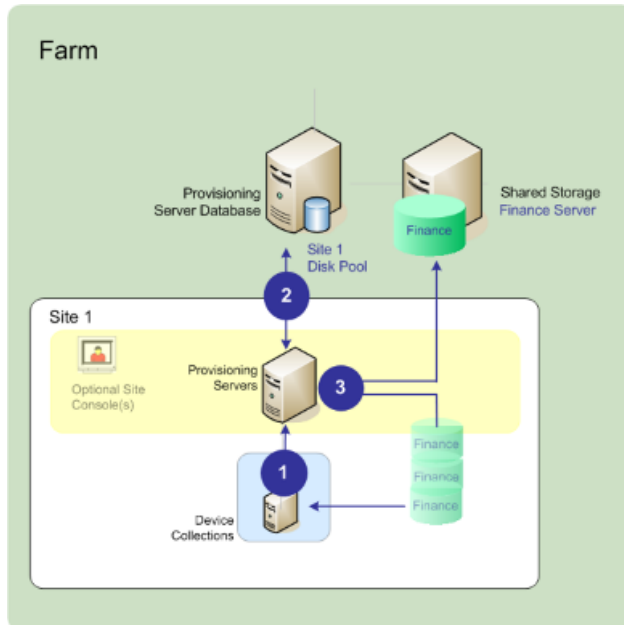 Farm
Provisioning
Server Database
Shared Storage
Finance Server
Finance
Site 1
Disk Pool
2
Site 1
Optional Site
Console(s)
Provisioning
Servers
3
Finance
Finance
Finance
1
Device
Collections